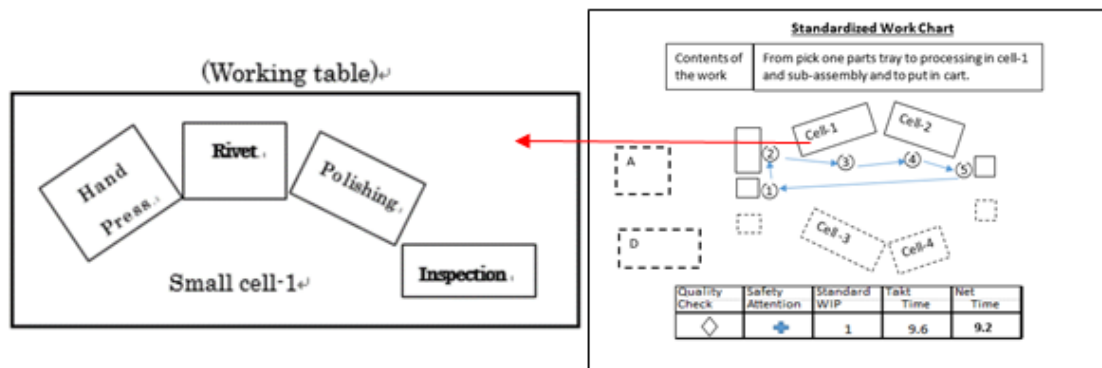 (Working table)↵
Hand
Press
Rivet
Polishing
Inspection
Small cell-1↵
Standardized Work Chart
Contents of
the work
From pick one parts tray to processing in cell-1
and sub-assembly and to put in cart.
Cell-1
Cell-2
A
2
3
4
5
1
D
Cell-3
Cell-4
Quality
Check
Safety
Attention
Standard
WIP
Takt
Time
Net
Time
1
9.6
9.2